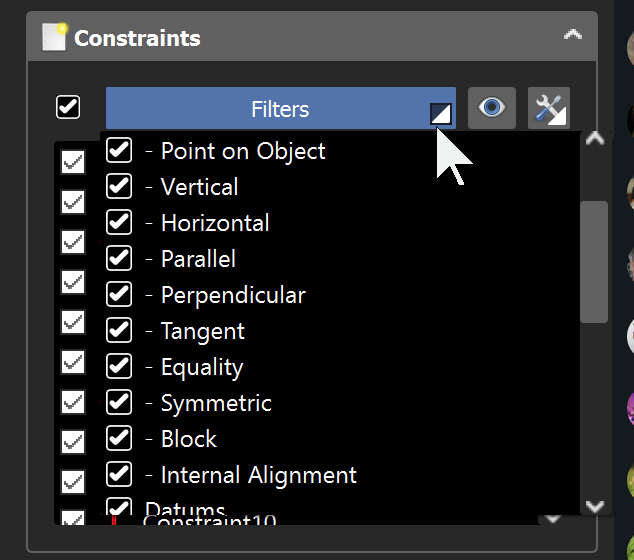 Constraints
Filters
- Point on Object
- Vertical
- Horizontal
- Parallel
- Perpendicular
- Tangent
- Equality
- Symmetric
- Block
- Internal Alignment
Datums
Constraint10